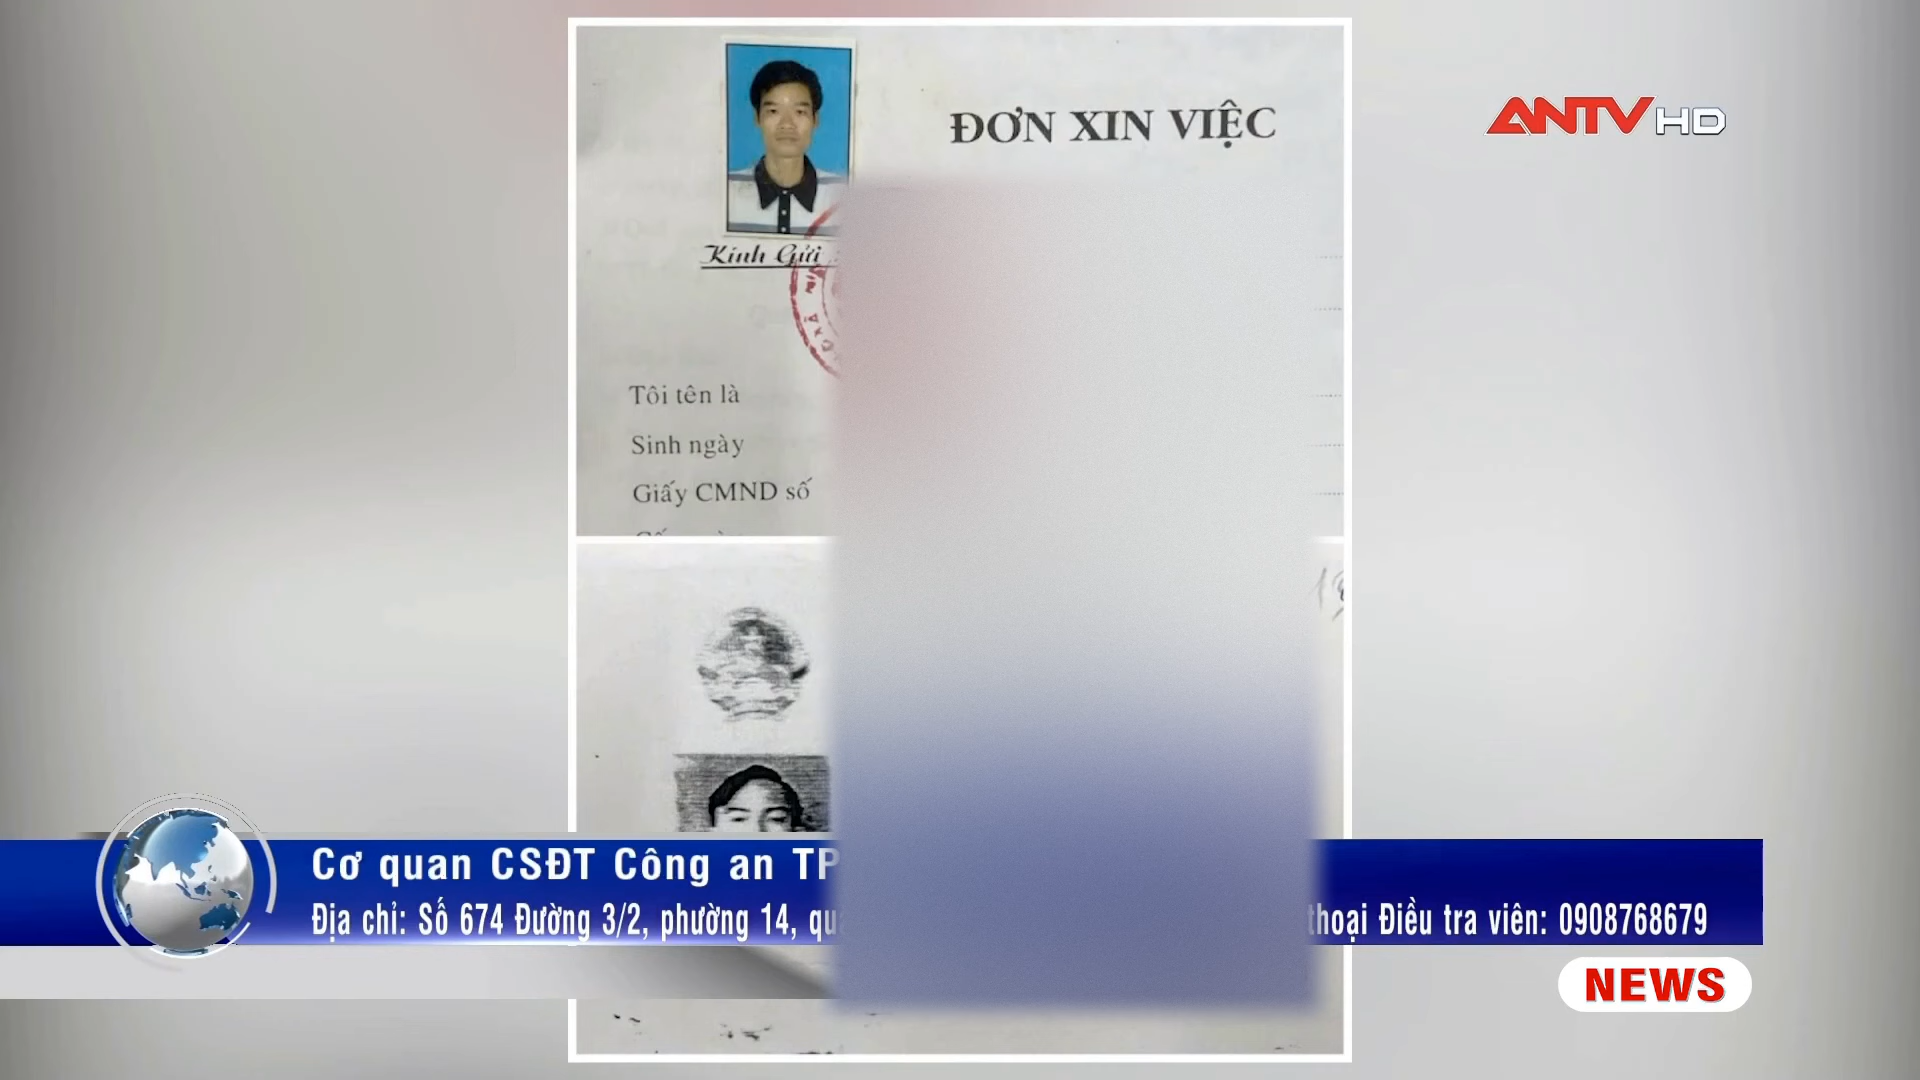 ĐƠN XIN VIỆC
ANTV HD
Kính Gửi
Tôi tên là
Sinh ngày
Giấy CMND số
Cơ quan CSĐT Công an TP
Địa chỉ: Số 674 Đường 3/2, phường 14, thoại Điều tra viên: 0908768679
NEWS